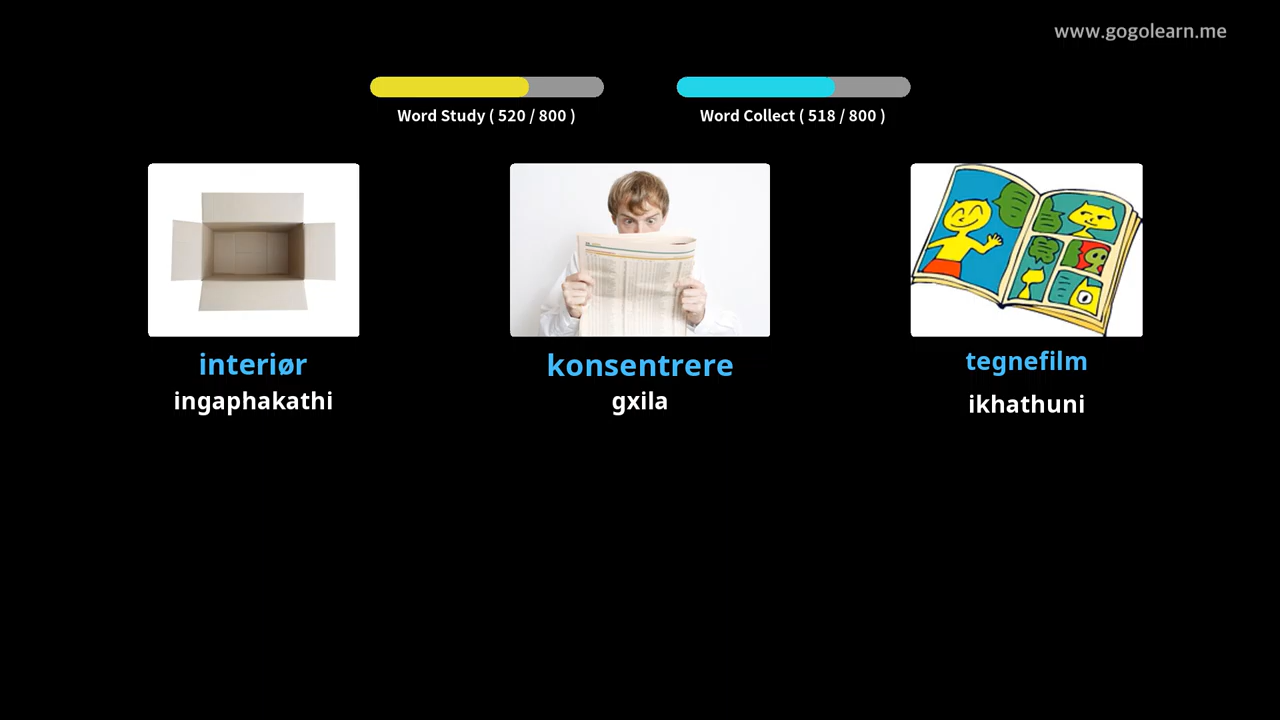 www.gogolearn.me
Word Study ( 520 / 800 )
Word Collect ( 518 / 800 )
interiør
ingaphakathi
konsentrere
gxila
tegnefilm
ikhathuni